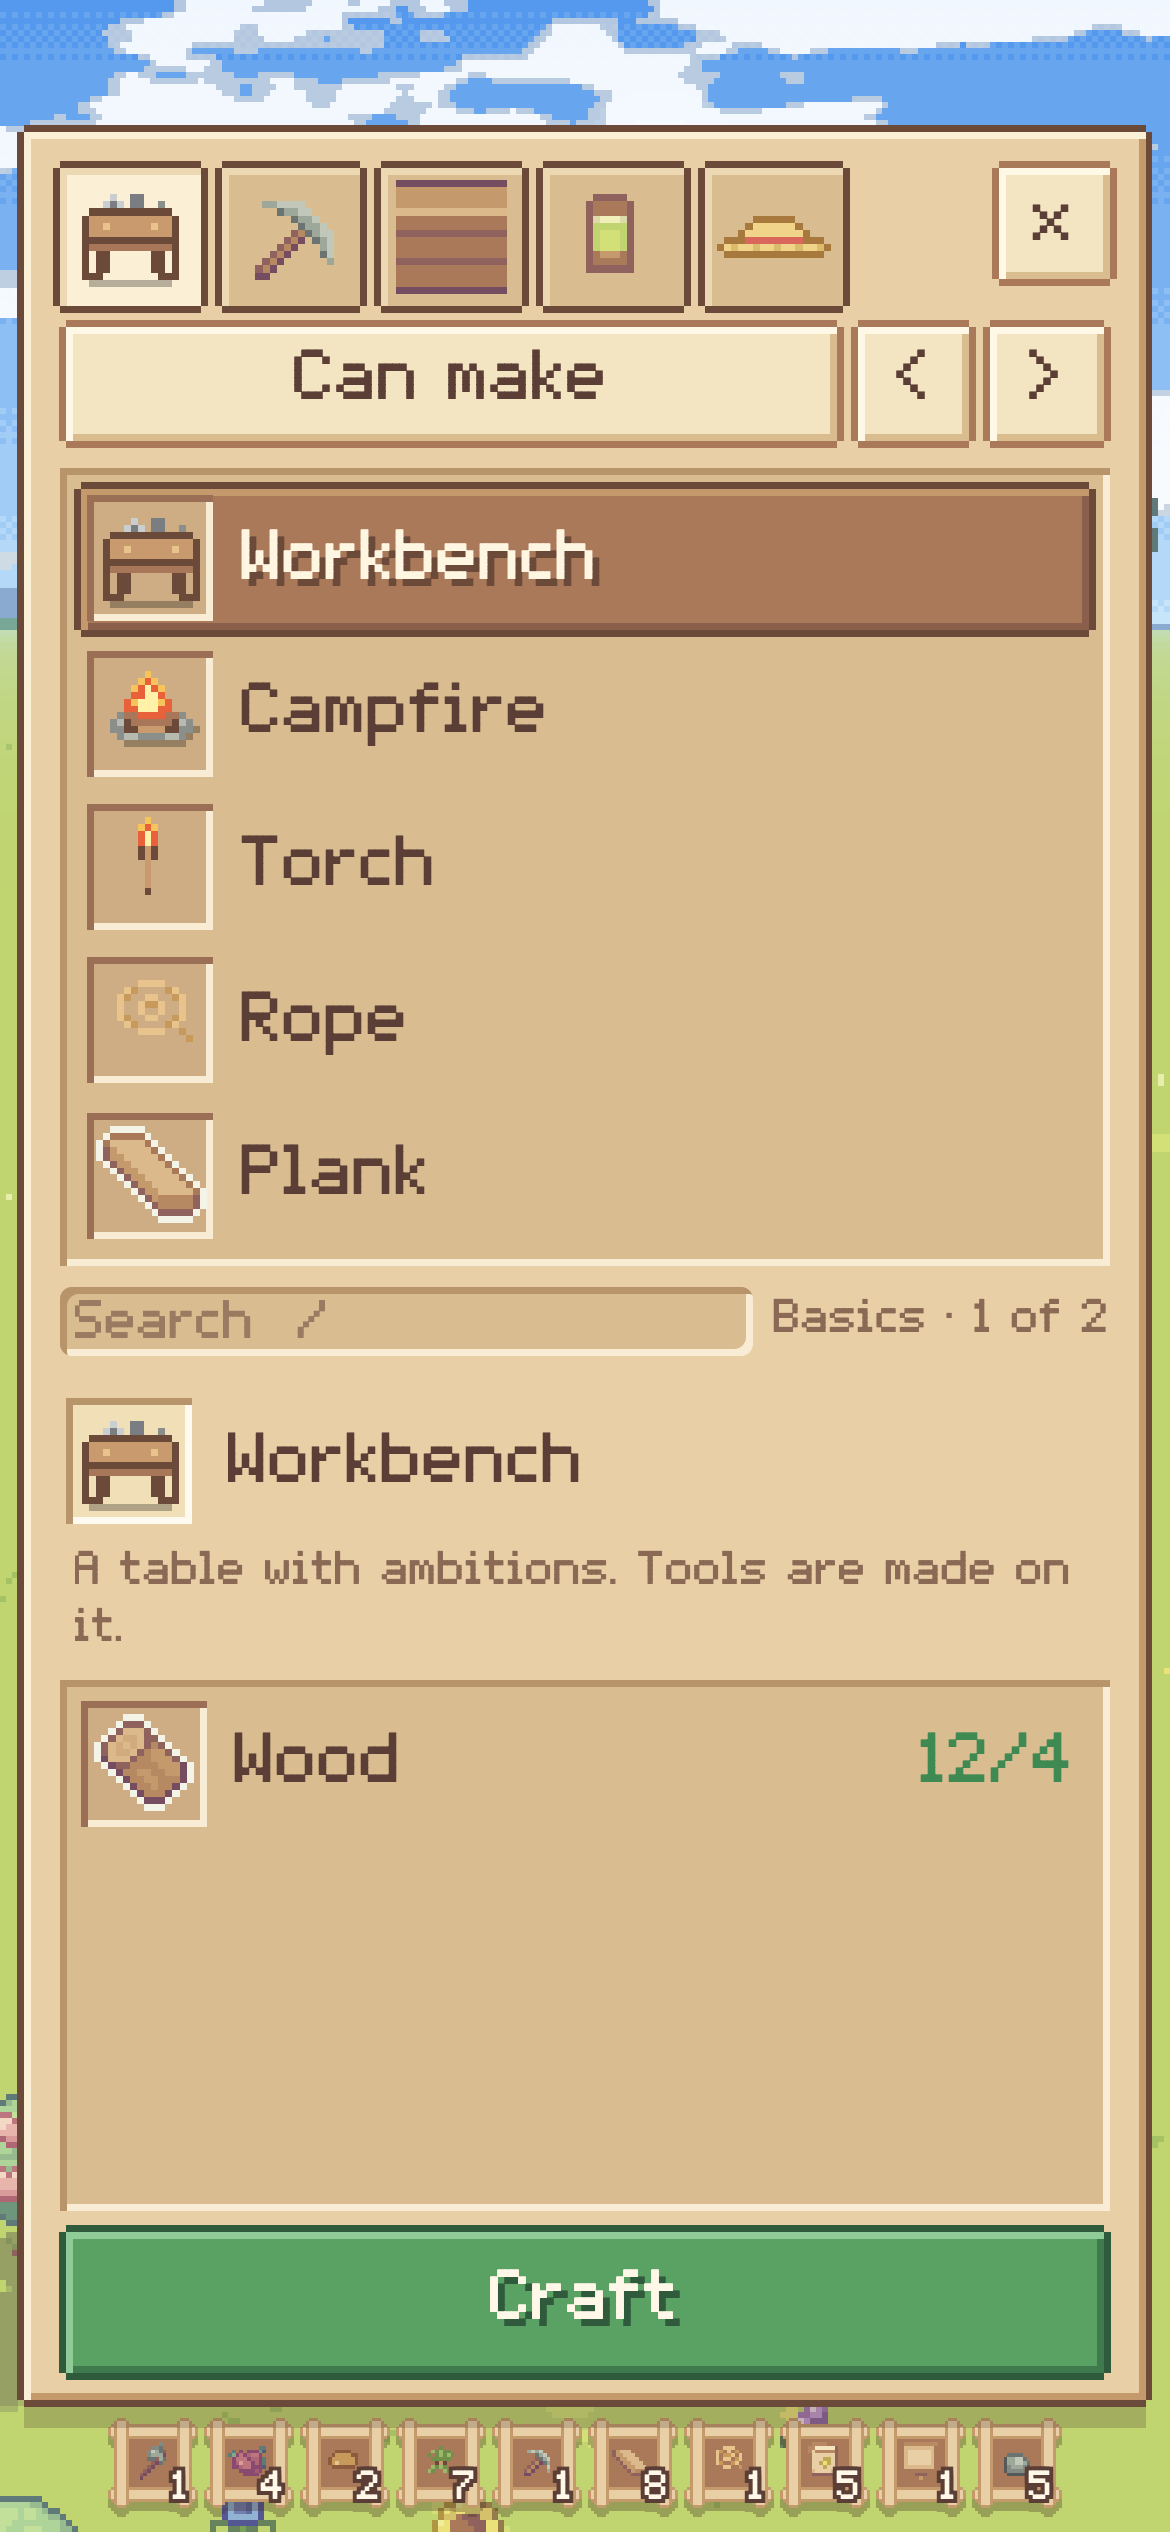 ×
Can make < >
Workbench
Campfire
Torch
Rope
Plank
Search /
Basics · 1 of 2
Workbench
A table with ambitions. Tools are made on
it.
Wood 12/4
Craft
1 4 2 7 1 8 1 5 1 5